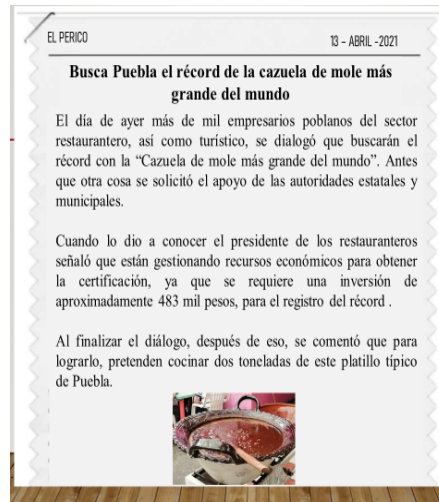 EL PERICO
13 - ABRIL -2021
Busca Puebla el récord de la cazuela de mole más
grande del mundo
El día de ayer más de mil empresarios poblanos del sector
restaurantero, así como turístico, se dialogó que buscarán el
récord con la “Cazuela de mole más grande del mundo”. Antes
que otra cosa se solicitó el apoyo de las autoridades estatales y
municipales.
Cuando lo dio a conocer el presidente de los restauranteros
señaló que están gestionando recursos económicos para obtener
la certificación, ya que se requiere una inversión de
aproximadamente 483 mil pesos, para el registro del récord .
Al finalizar el diálogo, después de eso, se comentó que para
lograrlo, pretenden cocinar dos toneladas de este platillo típico
de Puebla.